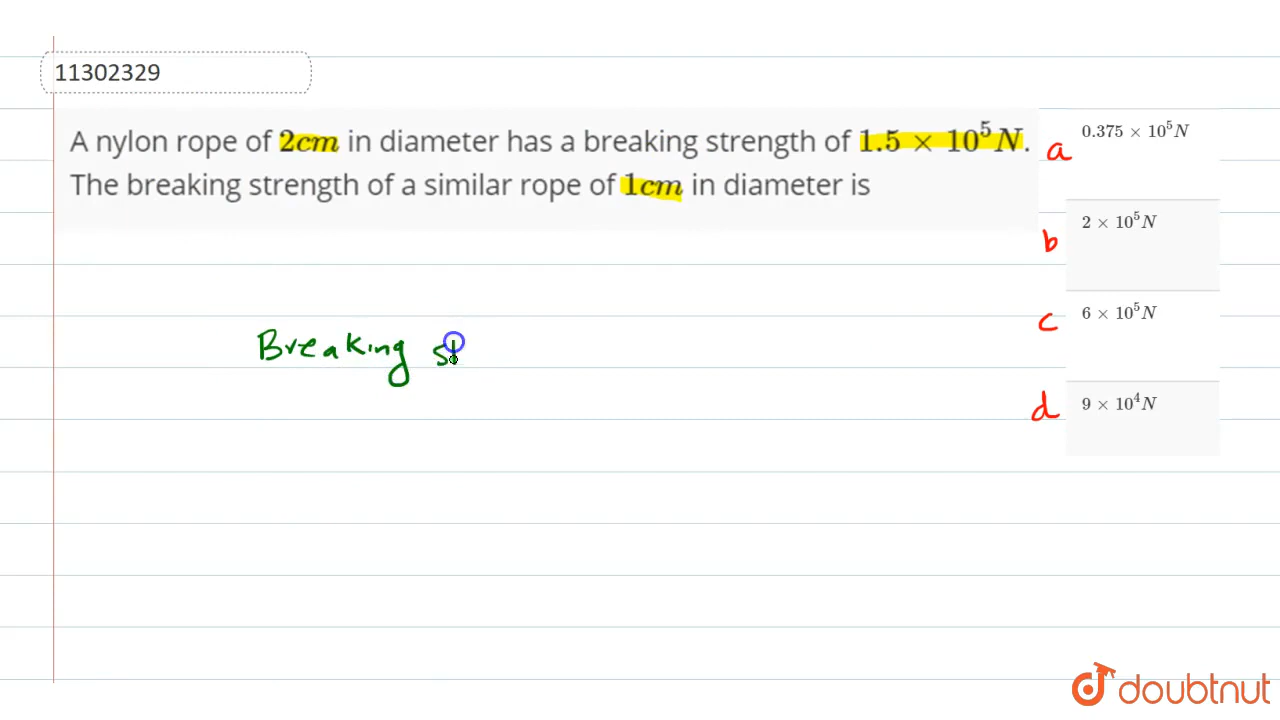 11302329
A nylon rope of 2cm in diameter has a breaking strength of 1.5 × 10^5 N.
The breaking strength of a similar rope of 1cm in diameter is
a 0.375 × 10^5 N
b 2 × 10^5 N
c 6 × 10^5 N
d 9 × 10^4 N
Breaking st
doubtnut